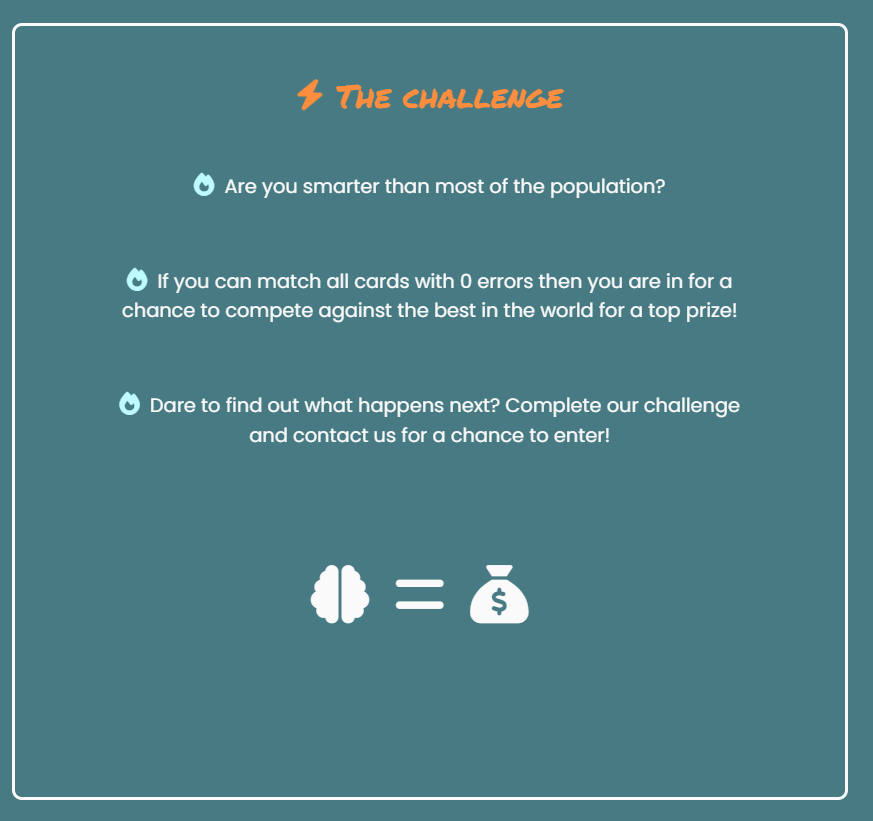 The challenge
Are you smarter than most of the population?
If you can match all cards with 0 errors then you are in for a
chance to compete against the best in the world for a top prize!
Dare to find out what happens next? Complete our challenge
and contact us for a chance to enter!
$